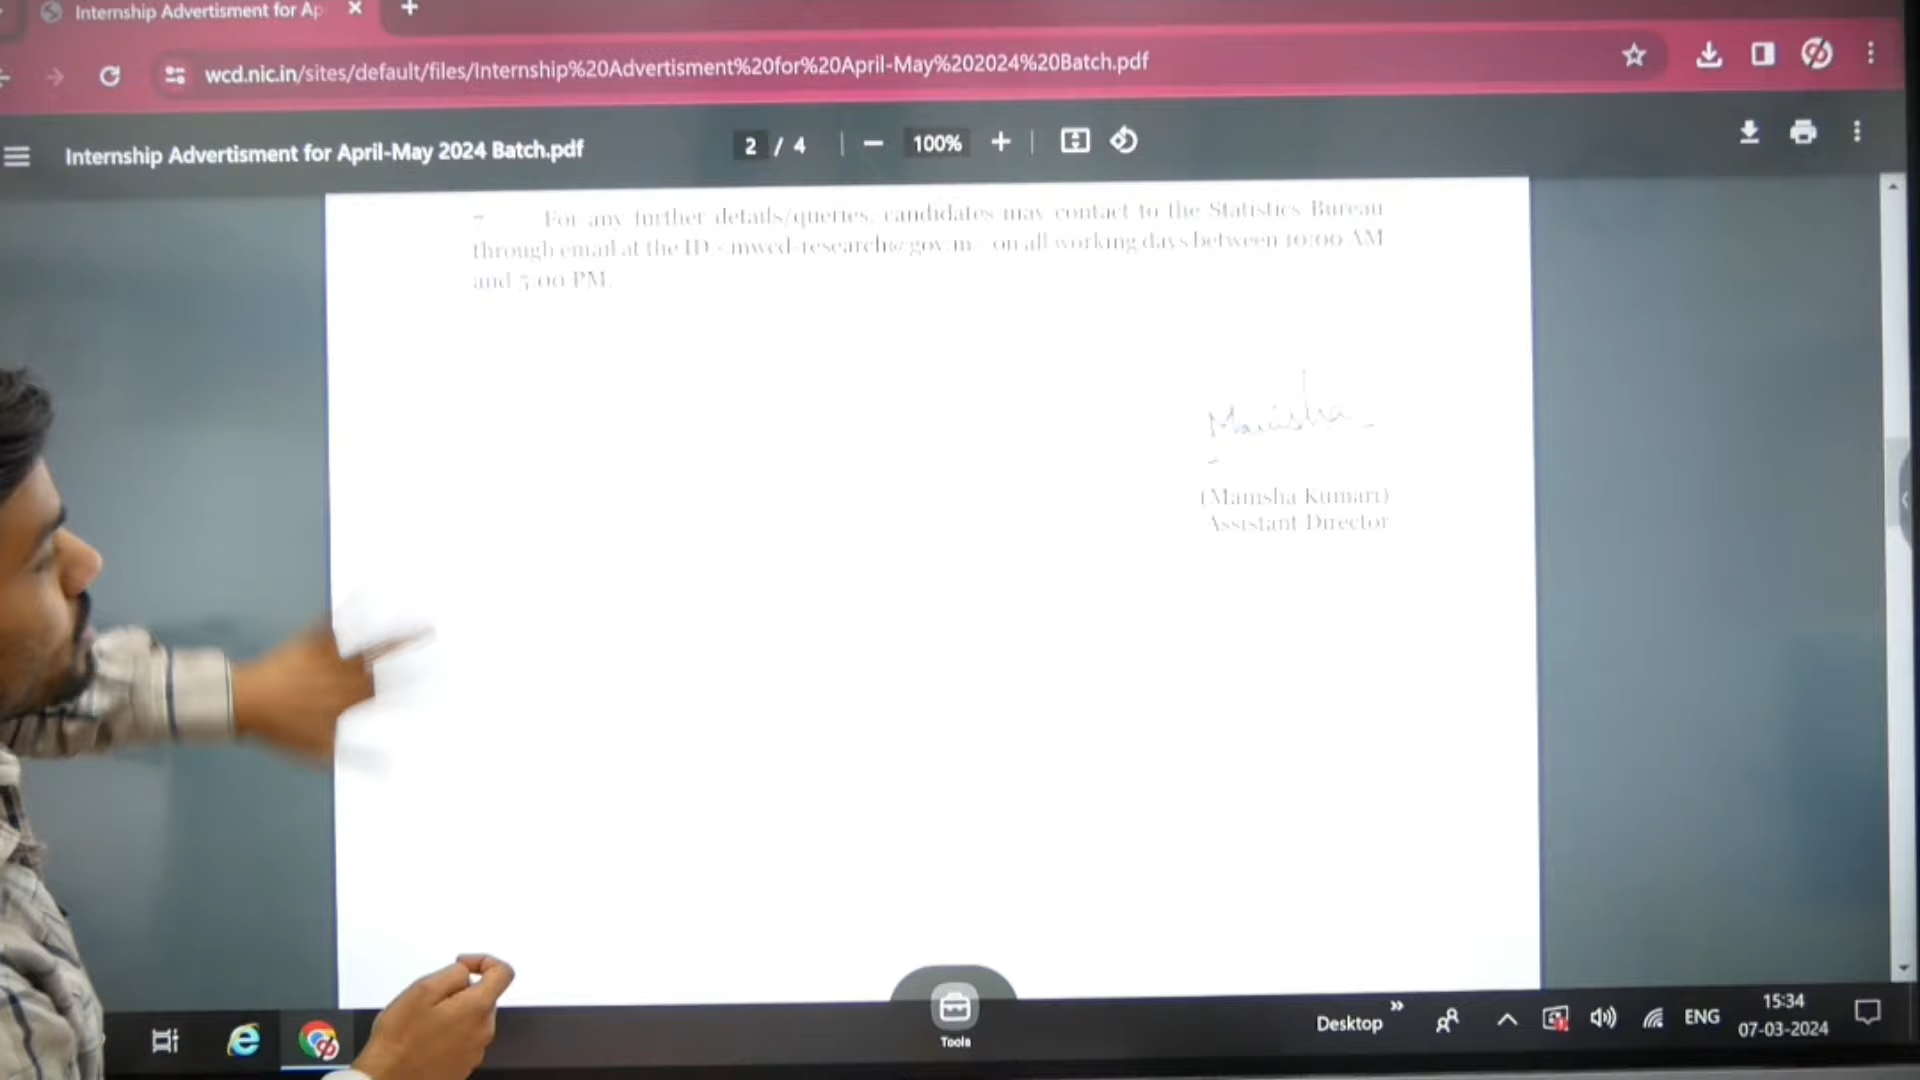 Internship Advertisment for Ap
wcd.nic.in/sites/default/files/Internship%20Advertisment%20for%20April-May%202024%20Batch.pdf
Internship Advertisment for April-May 2024 Batch.pdf
2 / 4
100%
For any further details/queries, candidates may contact to the Statistics Bureau
through email at the ID <mwcd-research@gov.in> on all working days between 10:00 AM
and 5:00 PM.
Manisha
(Manisha Kumari)
Assistant Director
Tools
Desktop
ENG
15:34
07-03-2024